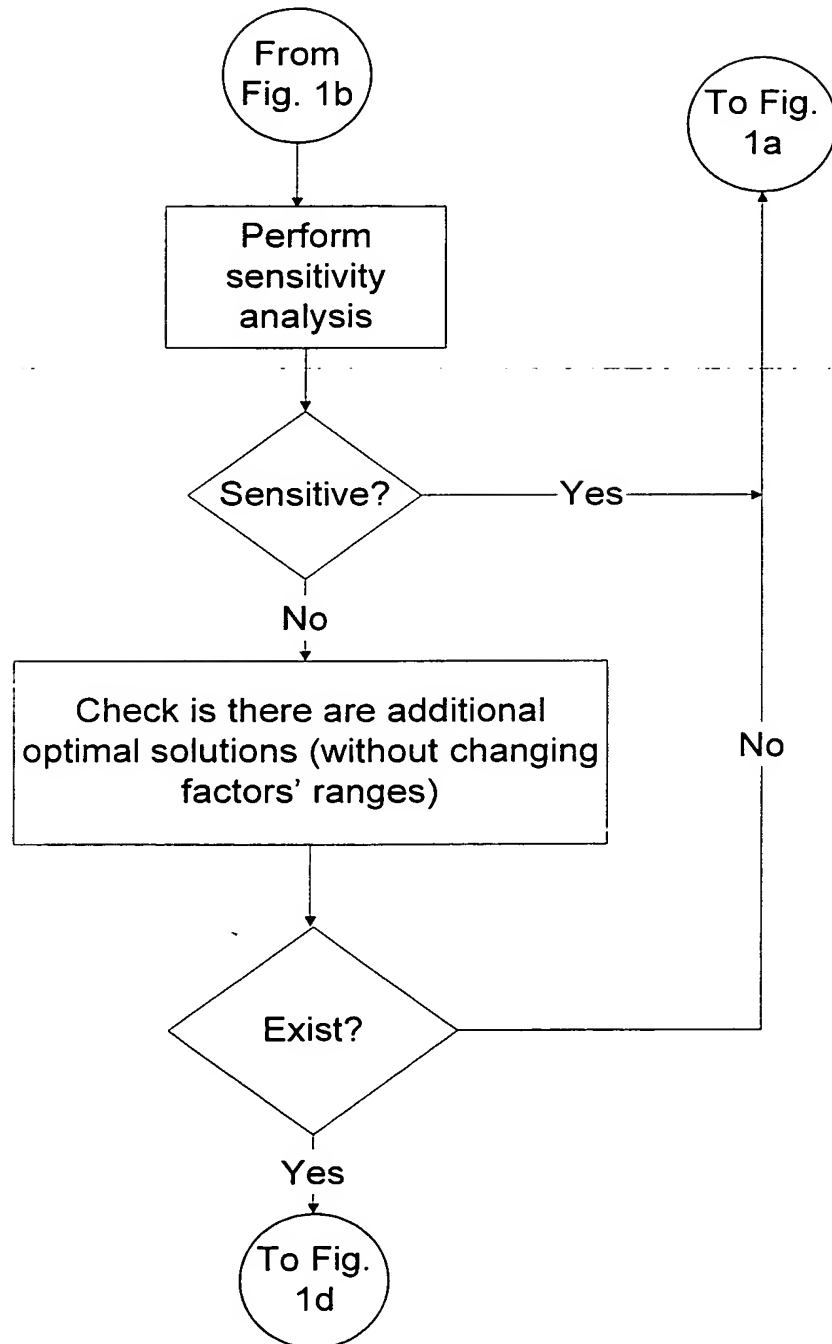 From
Fig. 1b
To Fig.
1a
Perform
sensitivity
analysis
Sensitive?
Yes
No
Check is there are additional
optimal solutions (without changing
factors' ranges)
No
Exist?
Yes
To Fig.
1d